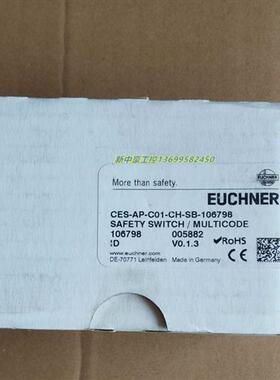 新中豪工控13699582450
More than safety.
EUCHNER
CES-AP-C01-CH-SB-106798
SAFETY SWITCH / MULTICODE
106798 005882
ID V0.1.3 RoHS
www.euchner.com
DE-70771 Leinfelden Made in Germany